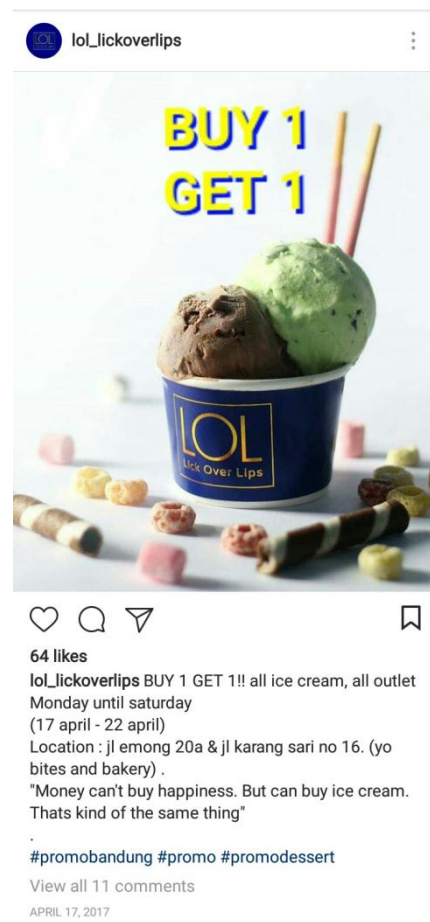 lol_lickoverlips
BUY 1
GET 1
LOL
Lick Over Lips
64 likes
lol_lickoverlips BUY 1 GET 1!! all ice cream, all outlet
Monday until saturday
(17 april - 22 april)
Location : jl emong 20a & jl karang sari no 16. (yo
bites and bakery) .
"Money can't buy happiness. But can buy ice cream.
Thats kind of the same thing"
.
#promobandung #promo #promodessert
View all 11 comments
APRIL 17, 2017